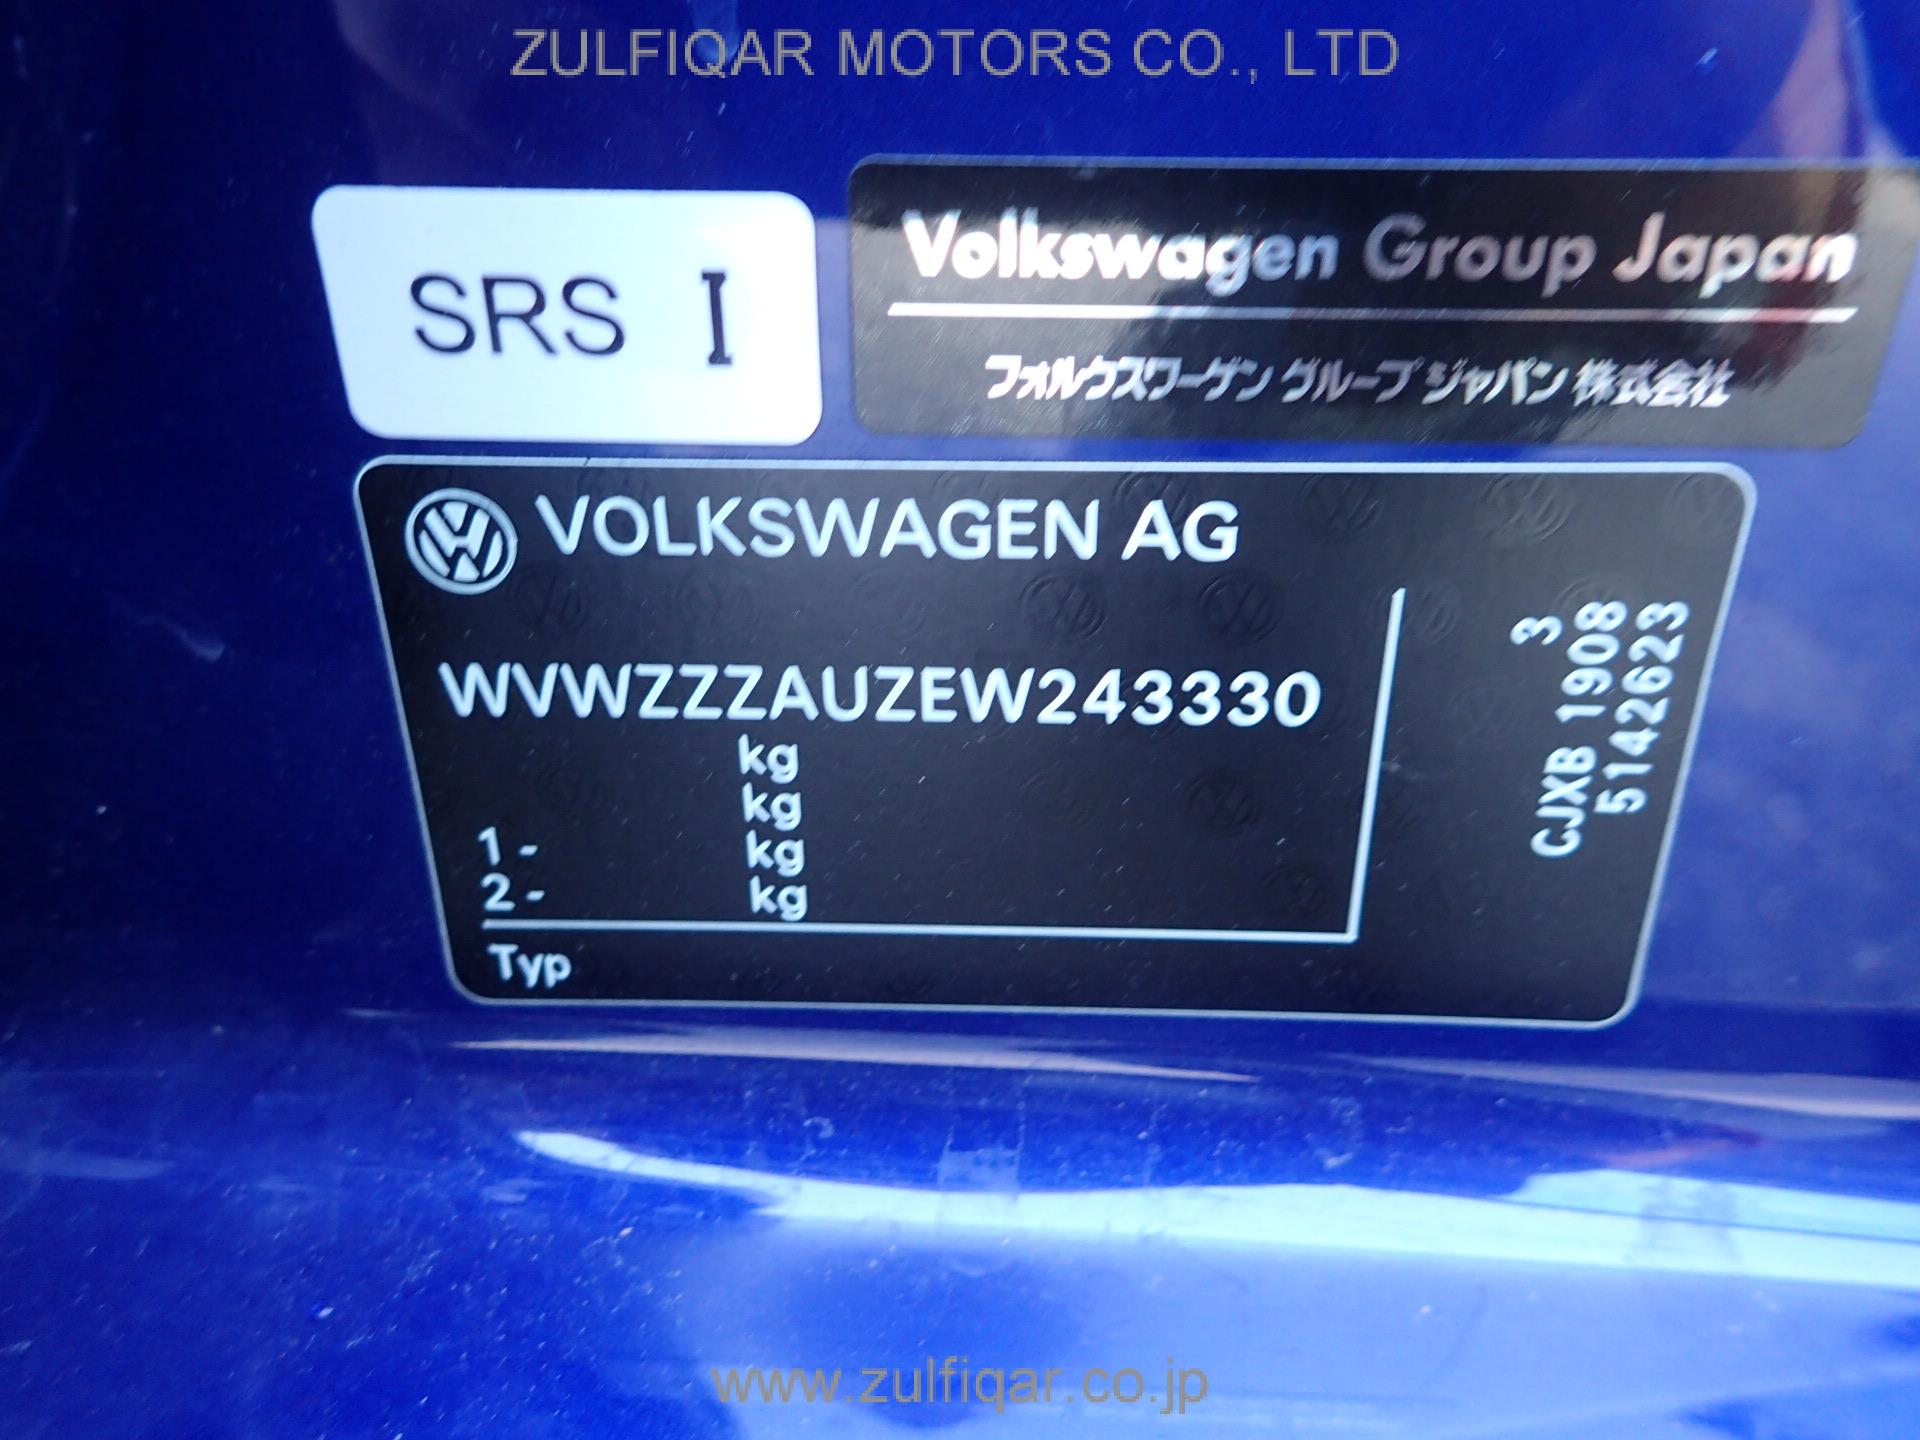 ZULFIQAR MOTORS CO., LTD
SRS I
Volkswagen Group Japan
フォルクスワーゲン グループ ジャパン 株式会社
VOLKSWAGEN AG
WVWZZZAUZEW243330
kg
kg
1 - kg
2 - kg
Typ
3
CJXB 1908
5142623
www.zulfiqar.co.jp